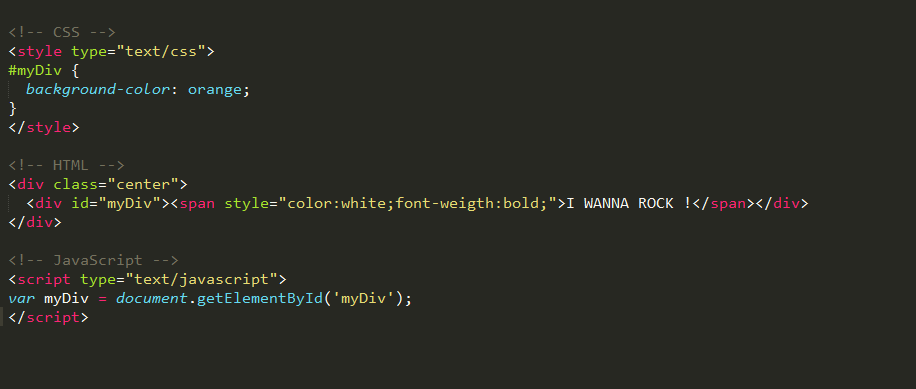 <!-- CSS -->
<style type="text/css">
#myDiv {
  background-color: orange;
}
</style>
<!-- HTML -->
<div class="center">
  <div id="myDiv"><span style="color:white;font-weigth:bold;">I WANNA ROCK !</span></div>
</div>
<!-- JavaScript -->
<script type="text/javascript">
var myDiv = document.getElementById('myDiv');
</script>